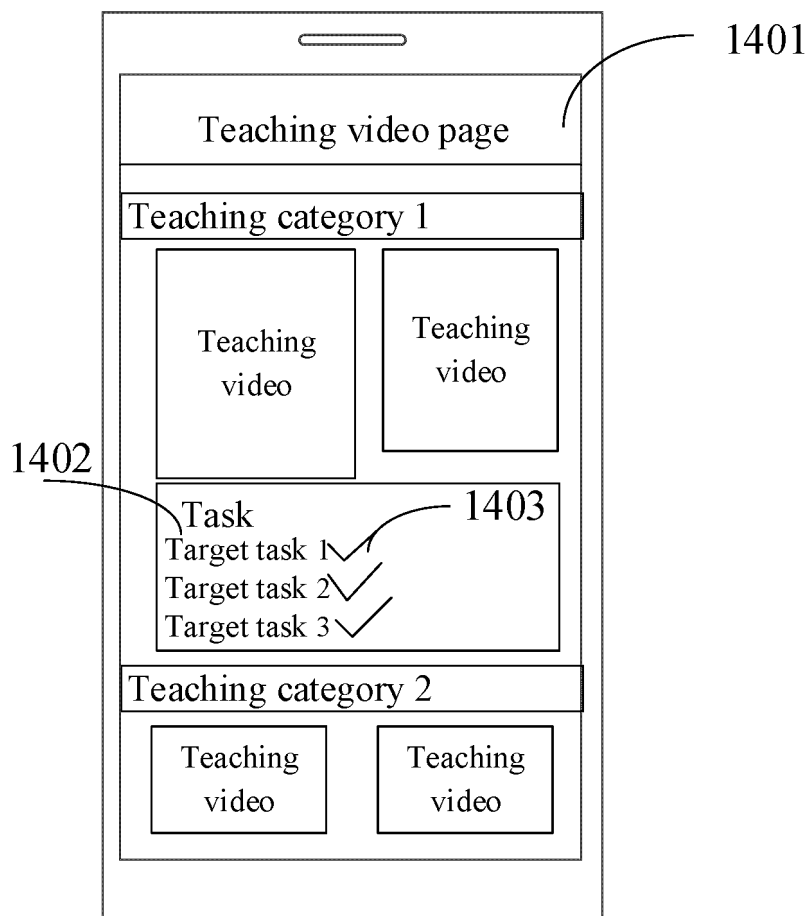 1401
Teaching video page
Teaching category 1
Teaching
video
Teaching
video
1402
Task
1403
Target task 1
Target task 2
Target task 3
Teaching category 2
Teaching
video
Teaching
video